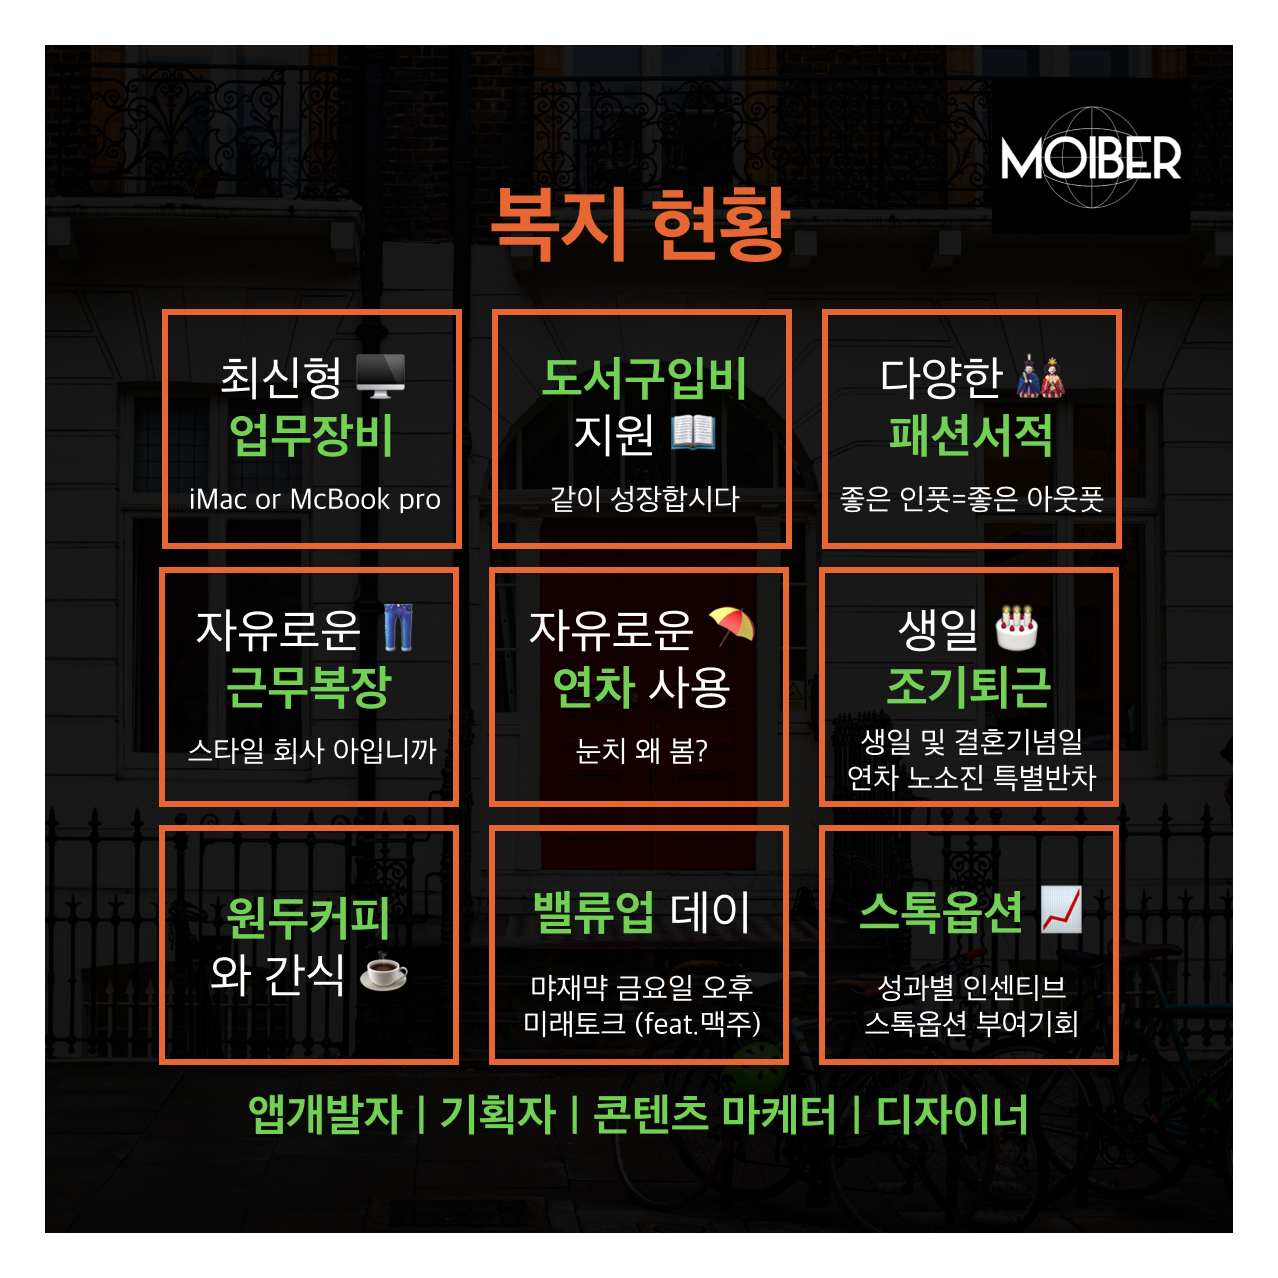 MOIBER
복지 현황
최신형 🖥
업무장비
iMac or McBook pro
도서구입비
지원 📖
같이 성장합시다
다양한 🎎
패션서적
좋은 인풋=좋은 아웃풋
자유로운 👖
근무복장
스타일 회사 아입니까
자유로운 ⛱
연차 사용
눈치 왜 봄?
생일 🎂
조기퇴근
생일 및 결혼기념일
연차 노소진 특별반차
원두커피
와 간식 ☕
밸류업 데이
먀재먁 금요일 오후
미래토크 (feat.맥주)
스톡옵션 📈
성과별 인센티브
스톡옵션 부여기회
앱개발자 | 기획자 | 콘텐츠 마케터 | 디자이너